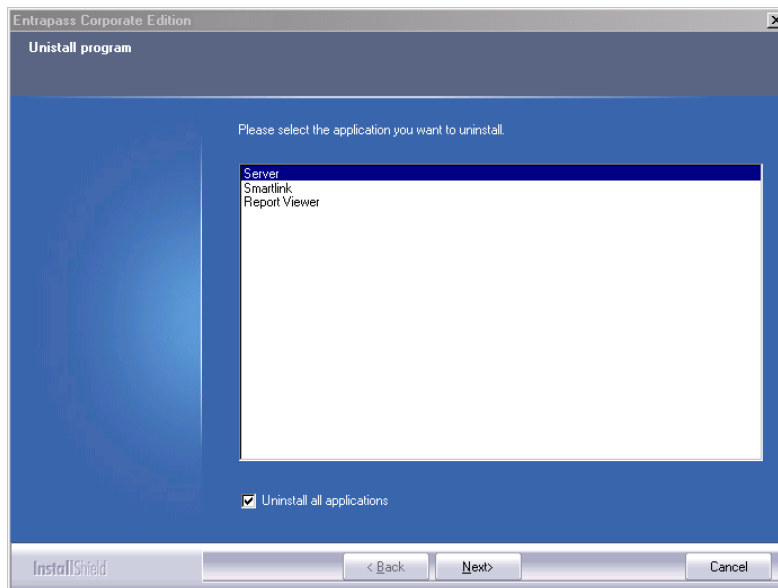 Entrapass Corporate Edition
Unistall program
Please select the application you want to uninstall.
Server
Smartlink
Report Viewer
Uninstall all applications
InstallShield
< Back
Next>
Cancel